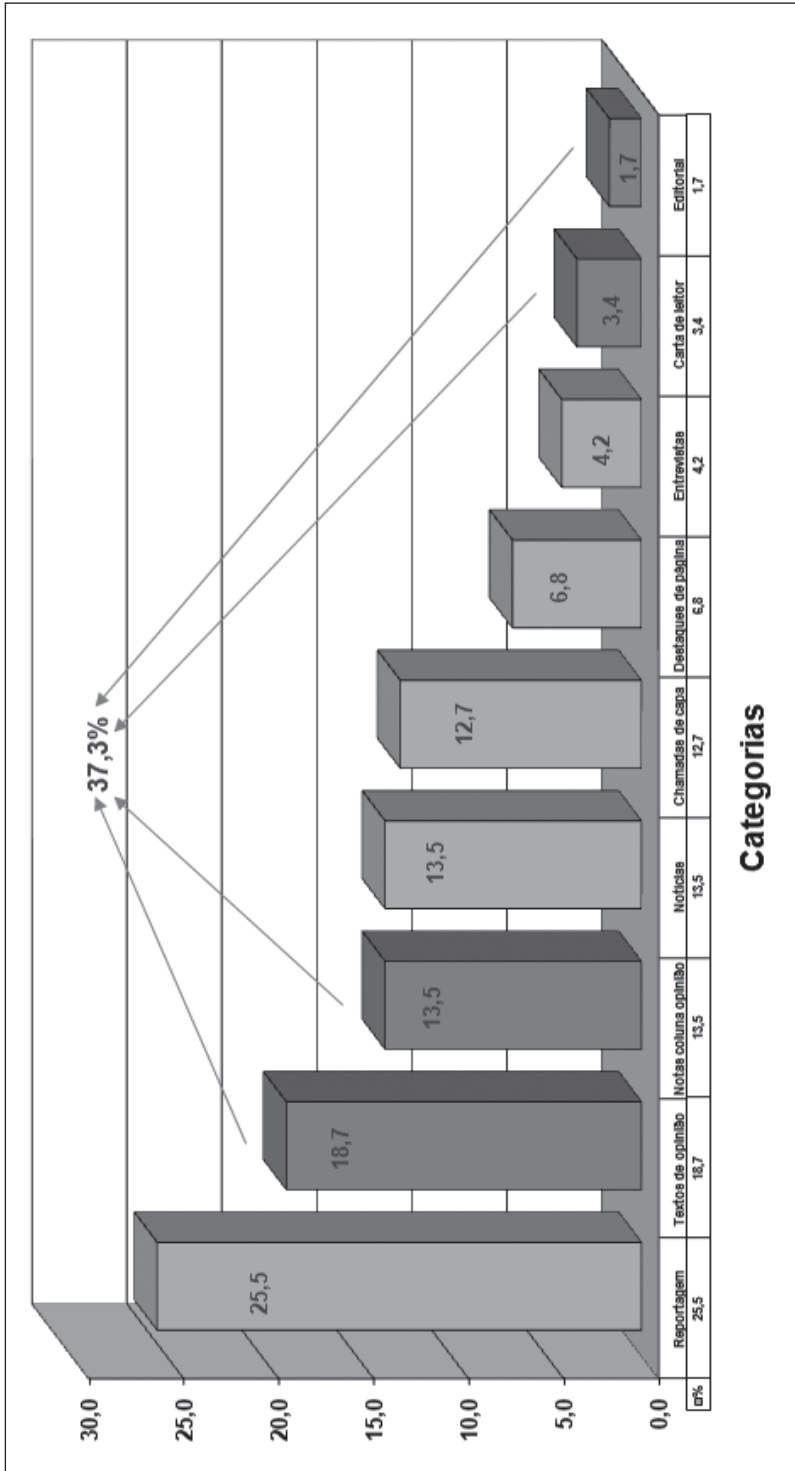 37,3%
30,0
25,0
20,0
15,0
10,0
5,0
0,0
25,5
18,7
13,5
13,5
12,7
6,8
4,2
3,4
1,7
Reportagem
Textos de opinião
Notas coluna opinião
Notícias
Chamadas de capa
Destaques de página
Entrevistas
Carta de leitor
Editorial
% 25,5 18,7 13,5 13,5 12,7 6,8 4,2 3,4 1,7
Categorias